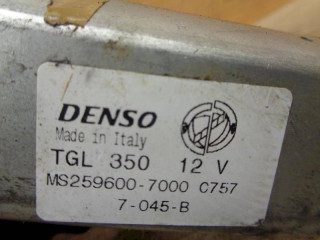 DENSO
Made in Italy
TGL 350 12 V
MS259600-7000 C757
7-045-B